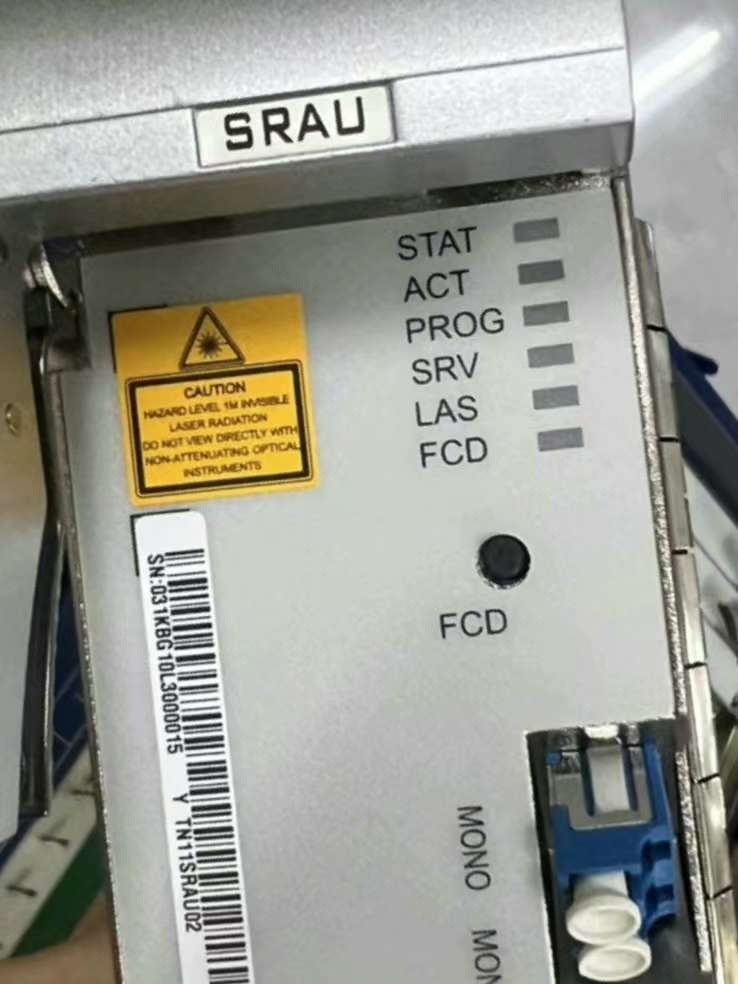 SRAU
STAT
ACT
PROG
SRV
LAS
FCD
CAUTION
HAZARD LEVEL 1M INVISIBLE
LASER RADIATION
DO NOT VIEW DIRECTLY WITH
NON-ATTENUATING OPTICAL
INSTRUMENTS
FCD
SN:031KBG10L3000015 Y TN11SRAU02
MONO MON